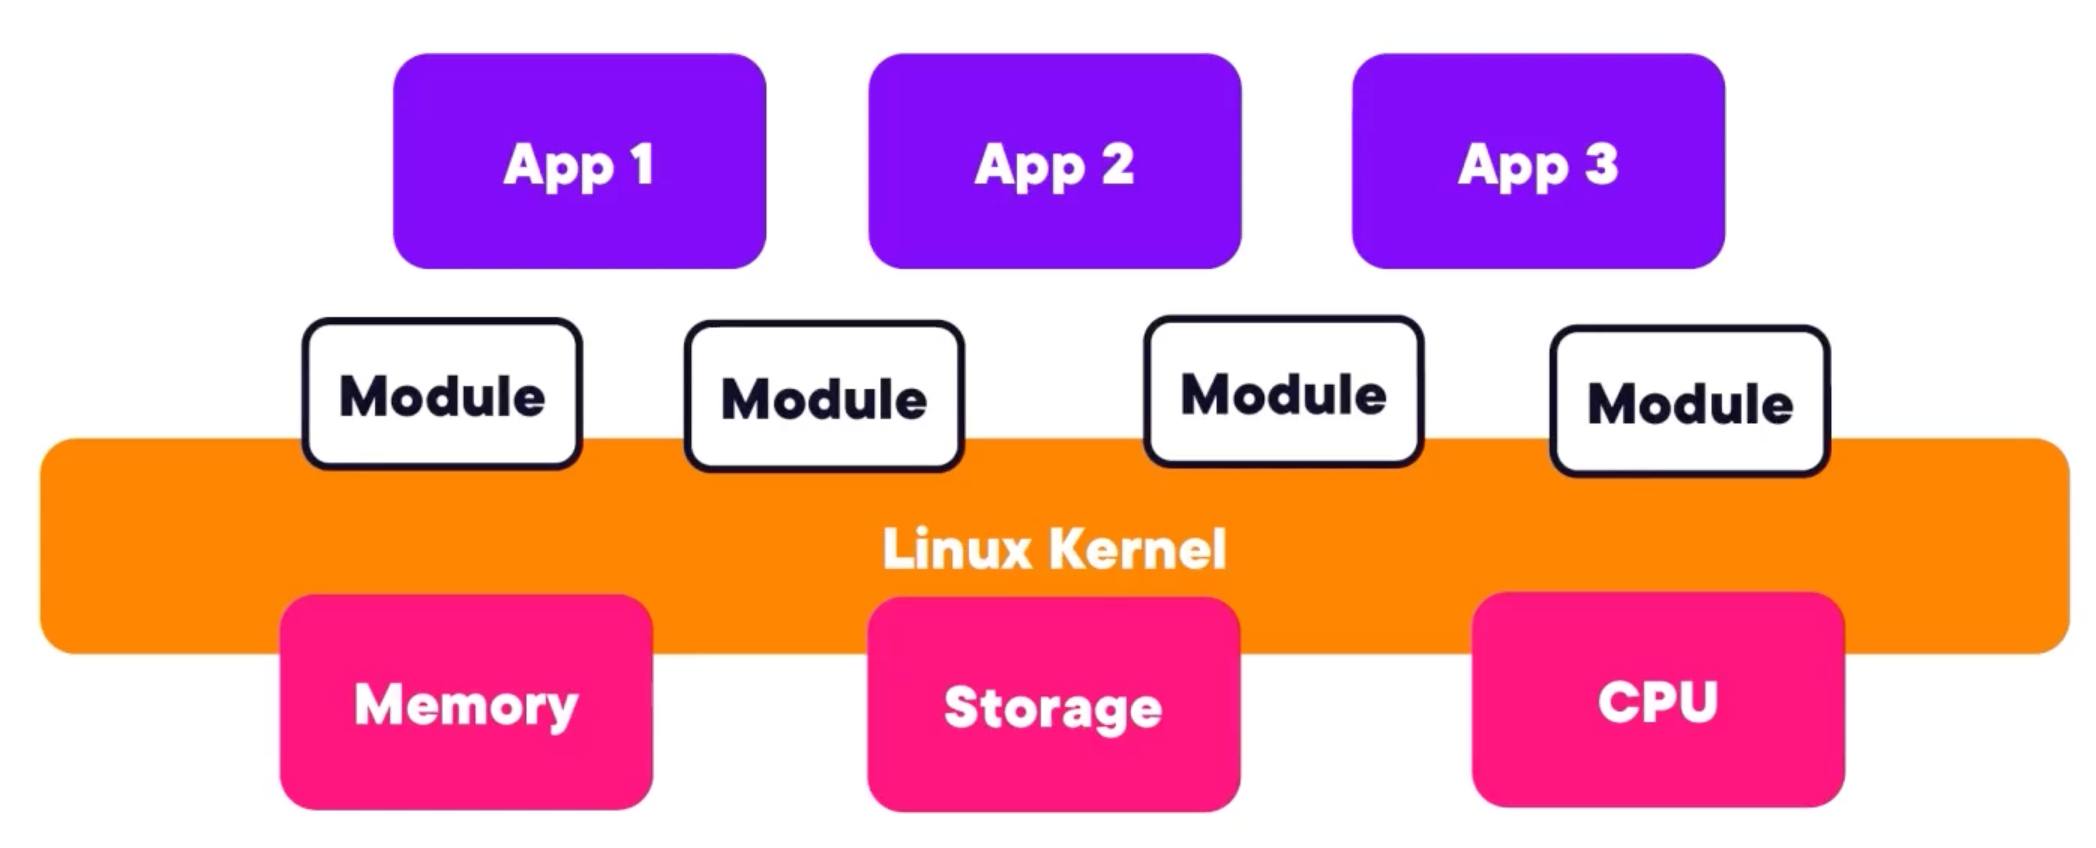 App 1
App 2
App 3
Module
Module
Module
Module
Linux Kernel
Memory
Storage
CPU